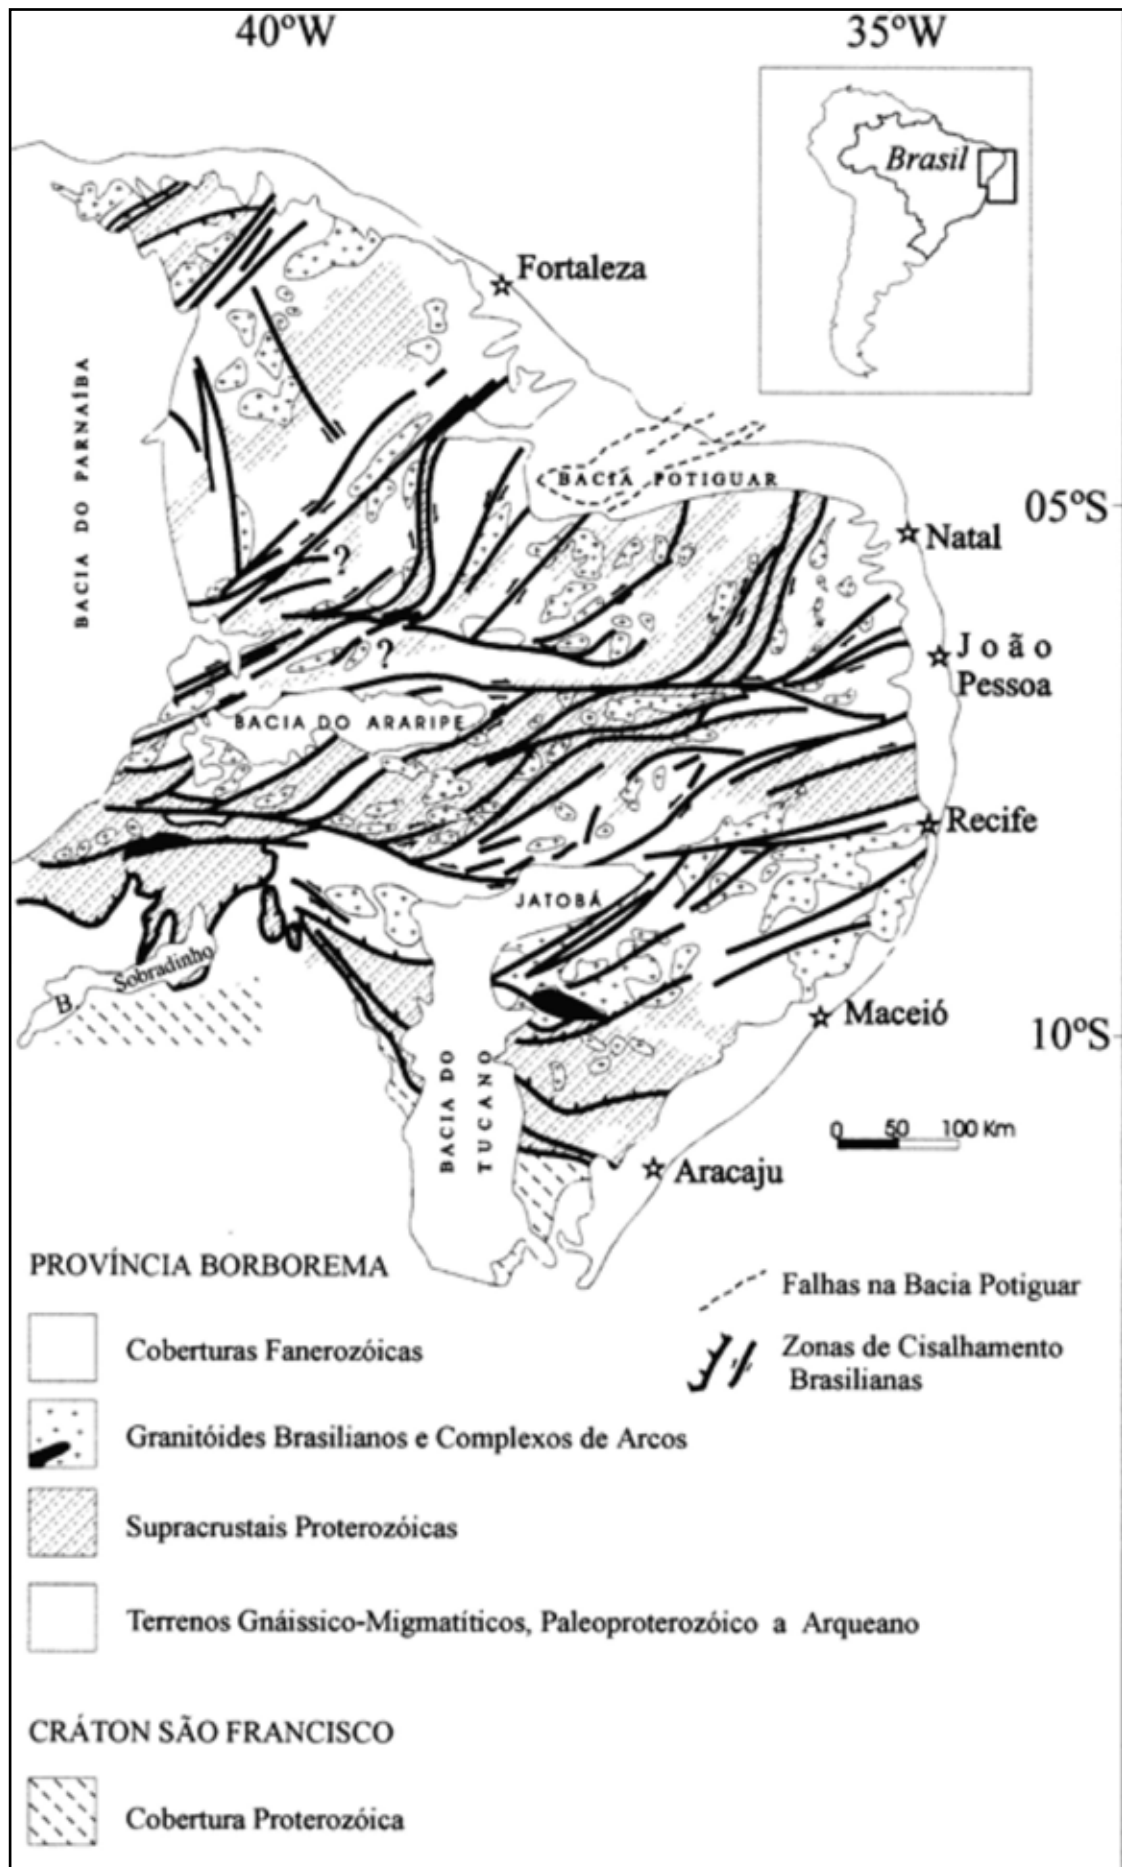 40ºW
35ºW
Brasil
Fortaleza
BACIA DO PARNAÍBA
BACIA POTIGUAR
05ºS
Natal
?
João
Pessoa
?
BACIA DO ARARIPE
Recife
JATOBÁ
B. Sobradinho
Maceió
10ºS
BACIA DO
TUCANO
0 50 100 Km
Aracaju
PROVÍNCIA BORBOREMA
Falhas na Bacia Potiguar
Coberturas Fanerozóicas
Zonas de Cisalhamento
Brasilianas
Granitóides Brasilianos e Complexos de Arcos
Supracrustais Proterozóicas
Terrenos Gnáissico-Migmatíticos, Paleoproterozóico a Arqueano
CRÁTON SÃO FRANCISCO
Cobertura Proterozóica